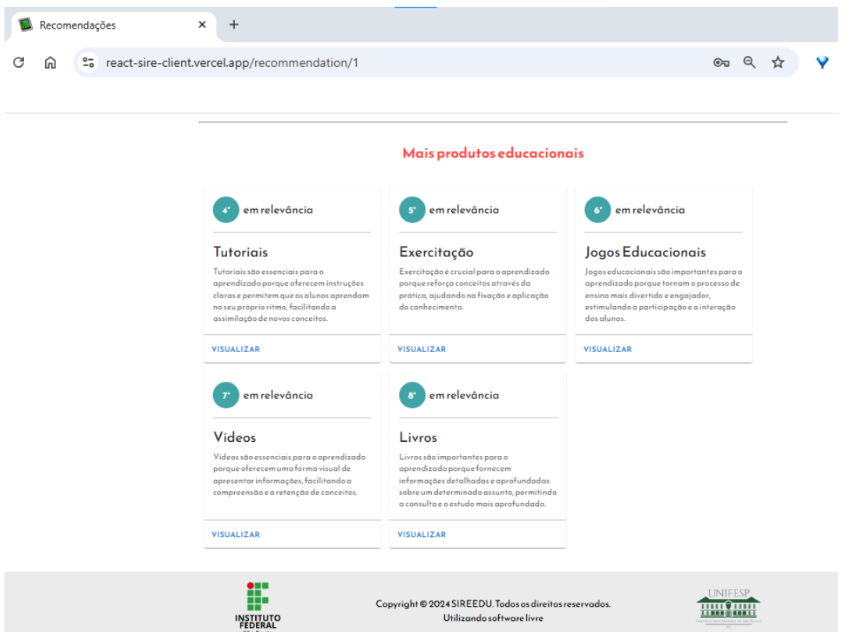 Recomendações
react-sire-client.vercel.app/recommendation/1
Mais produtos educacionais
4° em relevância
Tutoriais
Tutoriais são essenciais para o
aprendizado porque oferecem instruções
claras e permitem que os alunos aprendam
no seu próprio ritmo, facilitando a
assimilação de novos conceitos.
VISUALIZAR
5° em relevância
Exercitação
Exercitação é crucial para o aprendizado
porque reforça conceitos através da
prática, ajudando na fixação e aplicação
do conhecimento.
VISUALIZAR
6° em relevância
Jogos Educacionais
Jogos educacionais são importantes para o
aprendizado porque tornam o processo de
ensino mais divertido e engajador,
estimulando a participação e a interação
dos alunos.
VISUALIZAR
7° em relevância
Vídeos
Vídeos são essenciais para o aprendizado
porque oferecem uma forma visual de
apresentar informações, facilitando a
compreensão e a retenção de conceitos.
VISUALIZAR
8° em relevância
Livros
Livros são importantes para o
aprendizado porque fornecem
informações detalhadas e aprofundadas
sobre um determinado assunto, permitindo
a consulta e o estudo mais aprofundado.
VISUALIZAR
INSTITUTO
FEDERAL
Copyright © 2024 SIREEDU. Todos os direitos reservados.
Utilizando software livre
UNIFESP